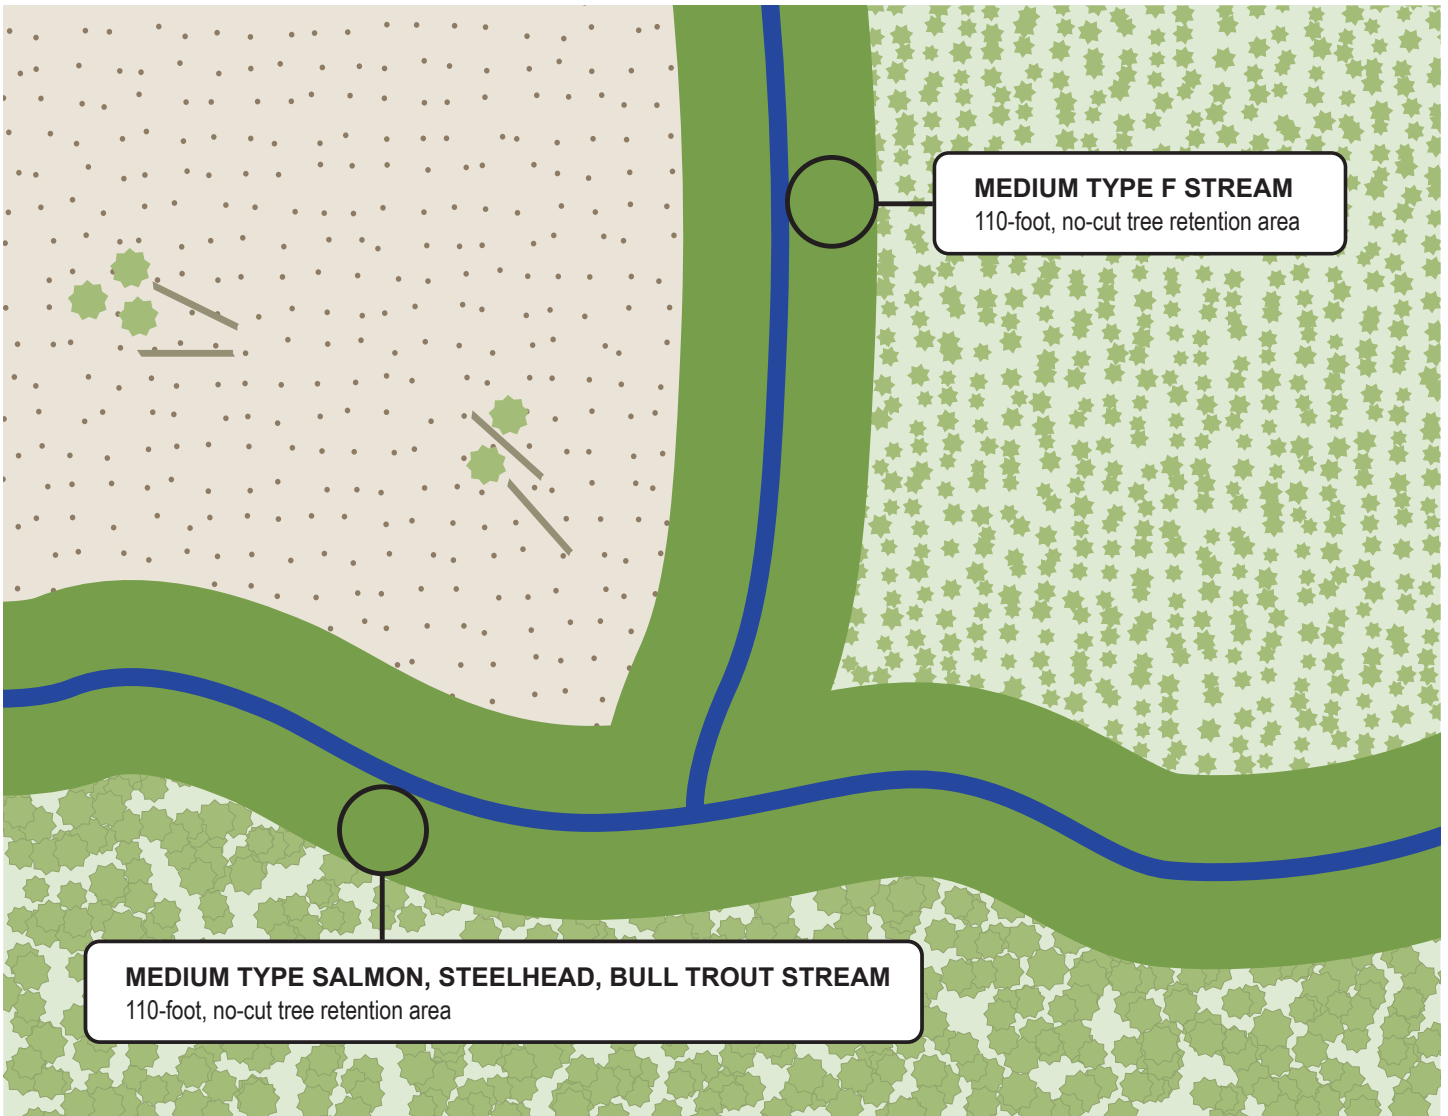 MEDIUM TYPE F STREAM
110-foot, no-cut tree retention area
MEDIUM TYPE SALMON, STEELHEAD, BULL TROUT STREAM
110-foot, no-cut tree retention area